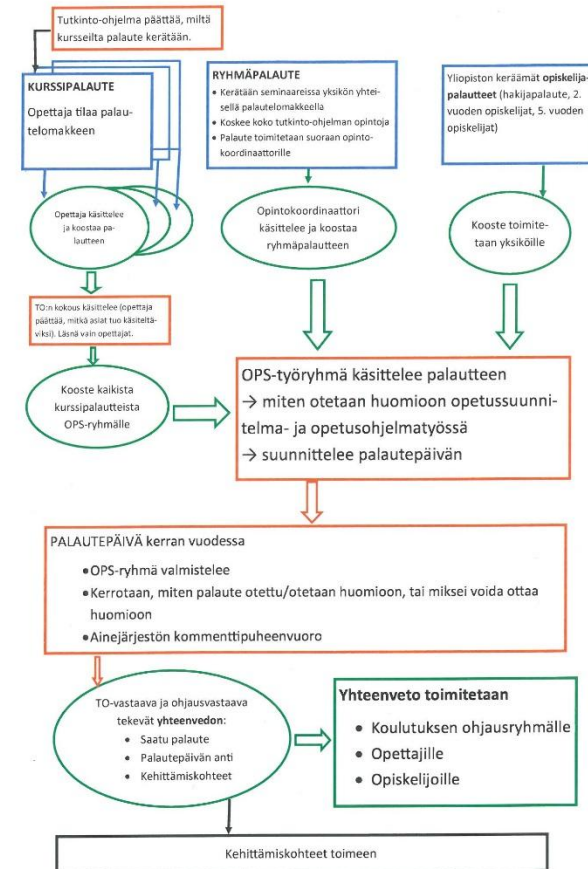 Tutkinto-ohjelma päättää, miltä
kursseilta palaute kerätään.
KURSSIPALAUTE
Opettaja tilaa palau-
telomakkeen
RYHMÄPALAUTE
• Kerätään seminaareissa yksikön yhtei-
sellä palautelomakkeella
• Koskee koko tutkinto-ohjelman opintoja
• Palaute toimitetaan suoraan opinto-
koordinaattorille
Yliopiston keräämät opiskelija-
palautteet (hakijapalaute, 2.
vuoden opiskelijat, 5. vuoden
opiskelijat)
Opettaja käsittelee
ja koostaa pa-
lautteen
Opintokoordinaattori
käsittelee ja koostaa
ryhmäpalautteen
Kooste toimite-
taan yksiköille
TO:n kokous käsittelee (opettaja
päättää, mitkä asiat tuo käsiteltä-
viksi). Läsnä vain opettajat.
Kooste kaikista
kurssipalautteista
OPS-ryhmälle
OPS-työryhmä käsittelee palautteen
→ miten otetaan huomioon opetussuunni-
telma- ja opetusohjelmatyössä
→ suunnittelee palautepäivän
PALAUTEPÄIVÄ kerran vuodessa
• OPS-ryhmä valmistelee
• Kerrotaan, miten palaute otettu/otetaan huomioon, tai miksei voida ottaa
huomioon
• Ainejärjestön kommenttipuheenvuoro
TO-vastaava ja ohjausvastaava
tekevät yhteenvedon:
• Saatu palaute
• Palautepäivän anti
• Kehittämiskohteet
Yhteenveto toimitetaan
• Koulutuksen ohjausryhmälle
• Opettajille
• Opiskelijoille
Kehittämiskohteet toimeen